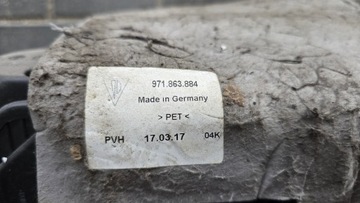 971.863.884
Made in Germany
> PET <
PVH 17.03.17 04K